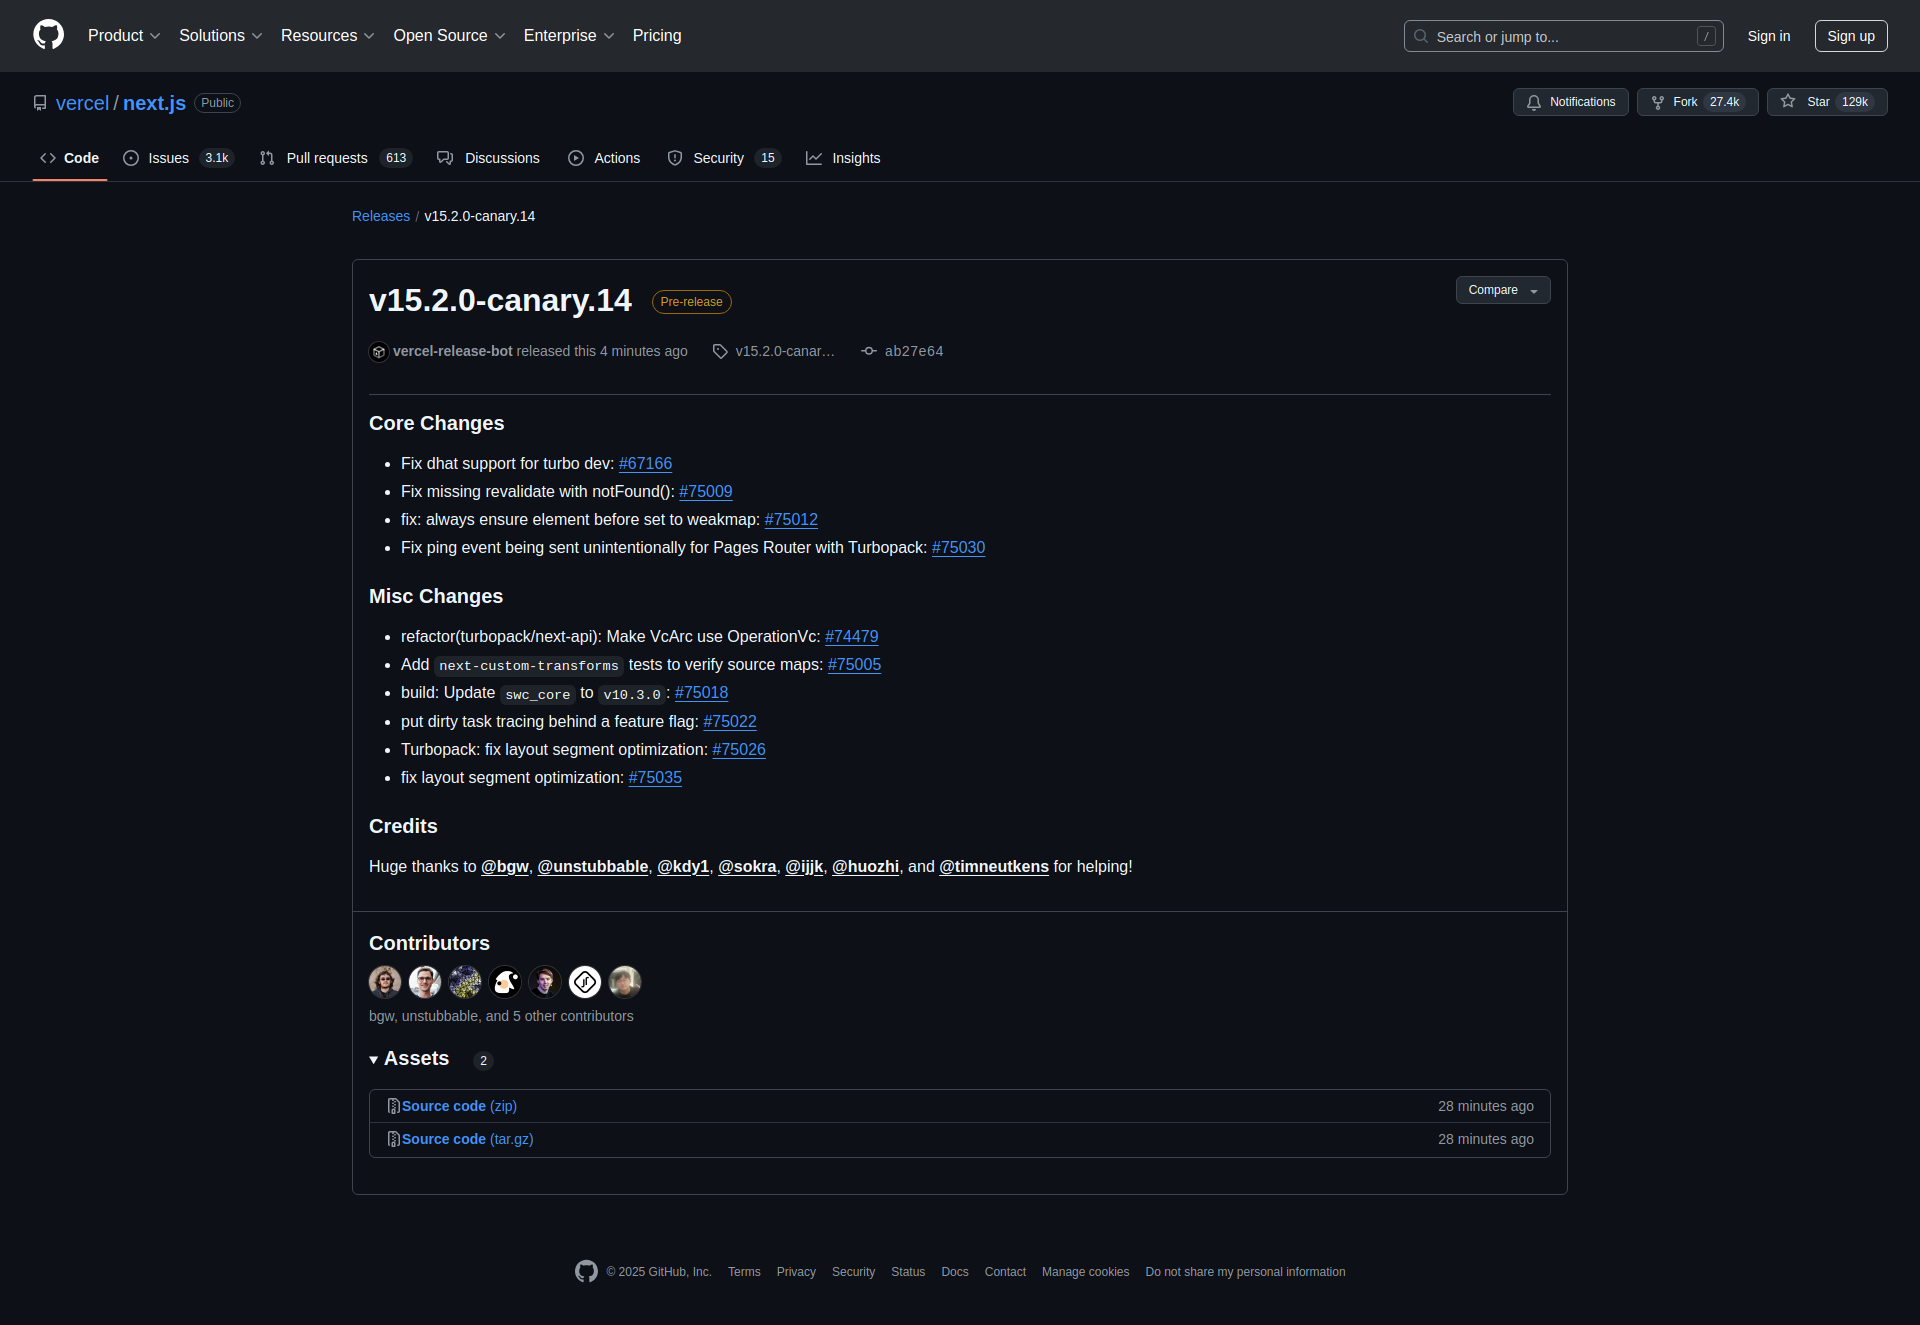 Product Solutions Resources Open Source Enterprise Pricing Search or jump to... / Sign in Sign up
vercel / next.js Public Notifications Fork 27.4k Star 129k
Code Issues 3.1k Pull requests 613 Discussions Actions Security 15 Insights
Releases / v15.2.0-canary.14
v15.2.0-canary.14 Pre-release Compare
vercel-release-bot released this 4 minutes ago v15.2.0-canar… ab27e64
Core Changes
Fix dhat support for turbo dev: #67166
Fix missing revalidate with notFound(): #75009
fix: always ensure element before set to weakmap: #75012
Fix ping event being sent unintentionally for Pages Router with Turbopack: #75030
Misc Changes
refactor(turbopack/next-api): Make VcArc use OperationVc: #74479
Add next-custom-transforms tests to verify source maps: #75005
build: Update swc_core to v10.3.0: #75018
put dirty task tracing behind a feature flag: #75022
Turbopack: fix layout segment optimization: #75026
fix layout segment optimization: #75035
Credits
Huge thanks to @bgw, @unstubbable, @kdy1, @sokra, @ijjk, @huozhi, and @timneutkens for helping!
Contributors
bgw, unstubbable, and 5 other contributors
Assets 2
Source code (zip) 28 minutes ago
Source code (tar.gz) 28 minutes ago
© 2025 GitHub, Inc. Terms Privacy Security Status Docs Contact Manage cookies Do not share my personal information